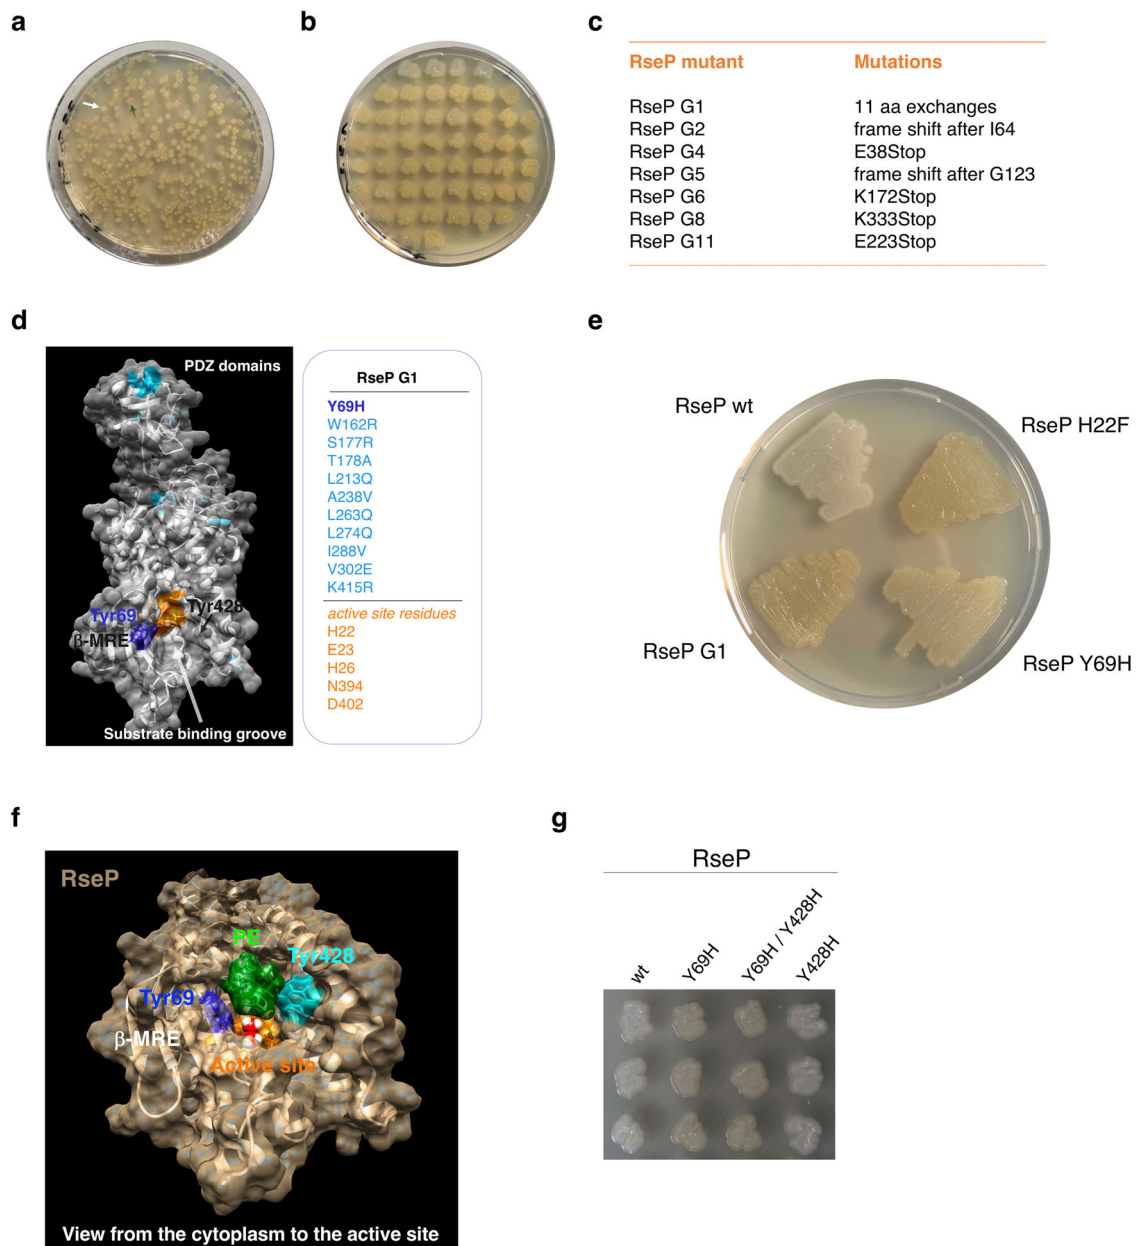 a
b
c
RseP mutant Mutations
RseP G1 11 aa exchanges
RseP G2 frame shift after I64
RseP G4 E38Stop
RseP G5 frame shift after G123
RseP G6 K172Stop
RseP G8 K333Stop
RseP G11 E223Stop
d
PDZ domains
Tyr69
Tyr428
β-MRE
Substrate binding groove
RseP G1
Y69H
W162R
S177R
T178A
L213Q
A238V
L263Q
L274Q
I288V
V302E
K415R
active site residues
H22
E23
H26
N394
D402
e
RseP wt
RseP H22F
RseP G1
RseP Y69H
f
RseP
PE
Tyr428
Tyr69
β-MRE
Active site
View from the cytoplasm to the active site
g
RseP
wt
Y69H
Y69H / Y428H
Y428H